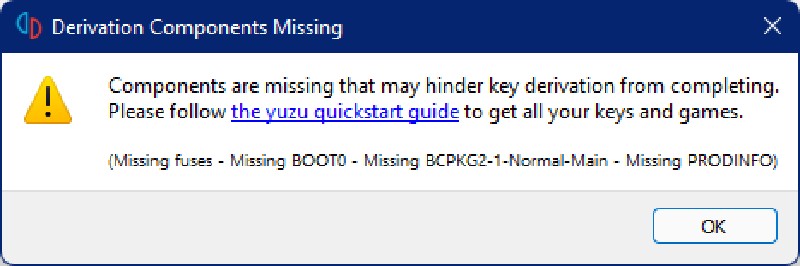 Derivation Components Missing
Components are missing that may hinder key derivation from completing.
Please follow the yuzu quickstart guide to get all your keys and games.
(Missing fuses - Missing BOOT0 - Missing BCPKG2-1-Normal-Main - Missing PRODINFO)
OK